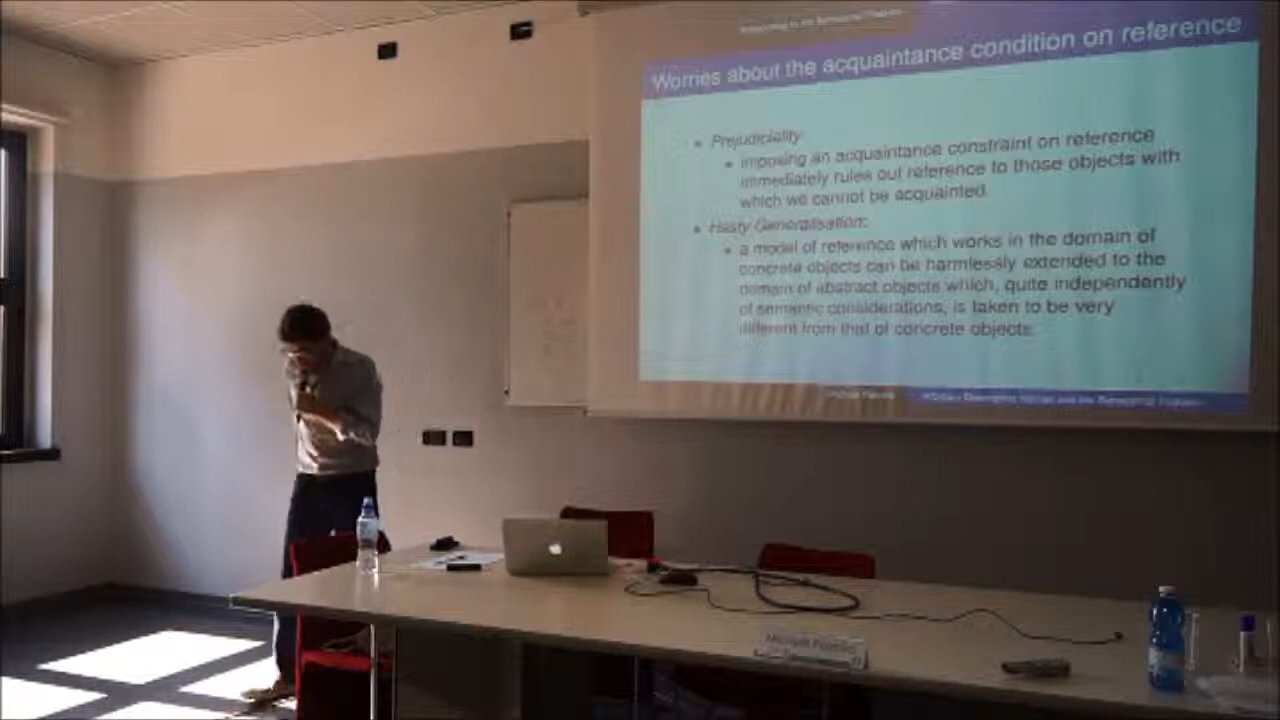 Worries about the acquaintance condition on reference
Prejudiciality:
imposing an acquaintance constraint on reference
immediately rules out reference to those objects with
which we cannot be acquainted
Hasty Generalisation:
a model of reference which works in the domain of
concrete objects can be harmlessly extended to the
domain of abstract objects which, quite independently
of semantic considerations, is taken to be very
different from that of concrete objects.